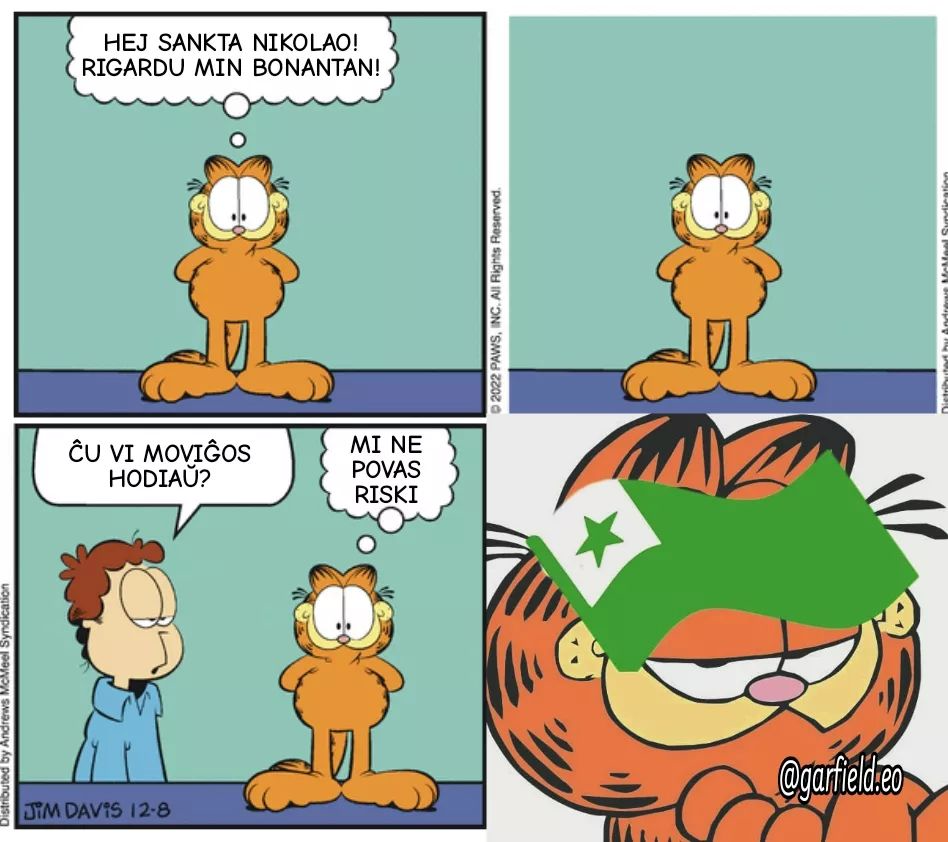 HEJ SANKTA NIKOLAO!
RIGARDU MIN BONANTAN!
© 2022 PAWS, INC. All Rights Reserved.
Distributed by Andrews McMeel Syndication
ĈU VI MOVIĜOS
HODIAŬ?
MI NE
POVAS
RISKI
Distributed by Andrews McMeel Syndication
JIM DAVIS 12-8
@garfield.eo